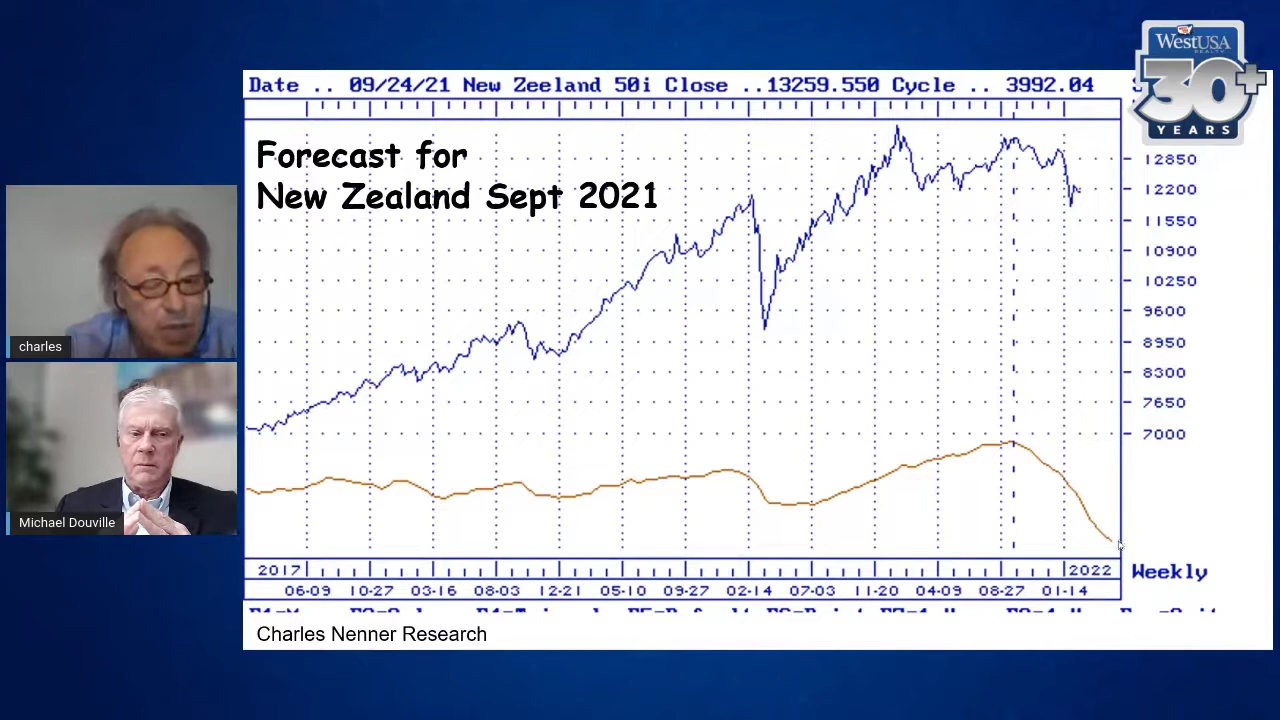 WestUSA
REALTY
30+
YEARS
Date .. 09/24/21 New Zeeland 50i Close ..13259.550 Cycle .. 3992.04
Forecast for
New Zealand Sept 2021
12850
12200
11550
10900
10250
9600
8950
8300
7650
7000
charles
Michael Douville
2017 2022 Weekly
06-09 10-27 03-16 08-03 12-21 05-10 09-27 02-14 07-03 11-20 04-09 08-27 01-14
Charles Nenner Research